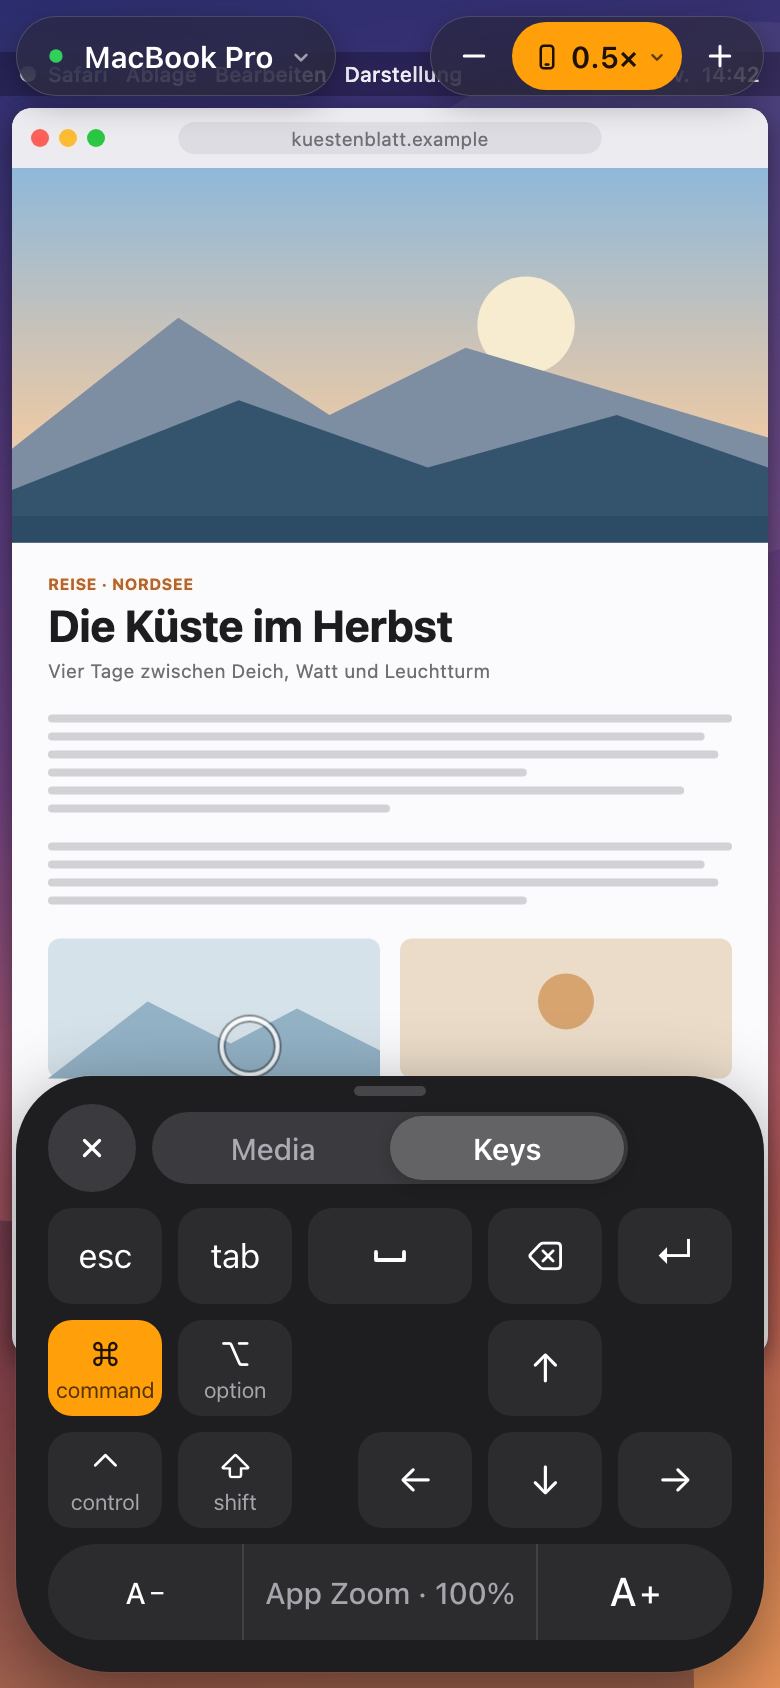 MacBook Pro
0.5×
Safari Ablage Bearbeiten Darstellung
14:42
kuestenblatt.example
REISE · NORDSEE
Die Küste im Herbst
Vier Tage zwischen Deich, Watt und Leuchtturm
Media Keys
esc tab
⌘ ⌥
command option
control shift
A− App Zoom · 100% A+